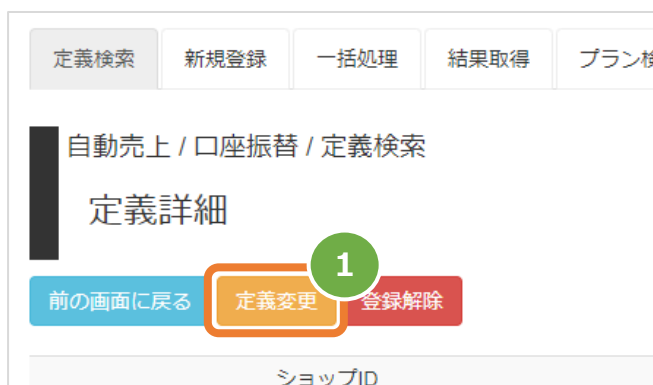 定義検索 新規登録 一括処理 結果取得 プラン検
自動売上 / 口座振替 / 定義検索
定義詳細
1
前の画面に戻る 定義変更 登録解除
ショップID